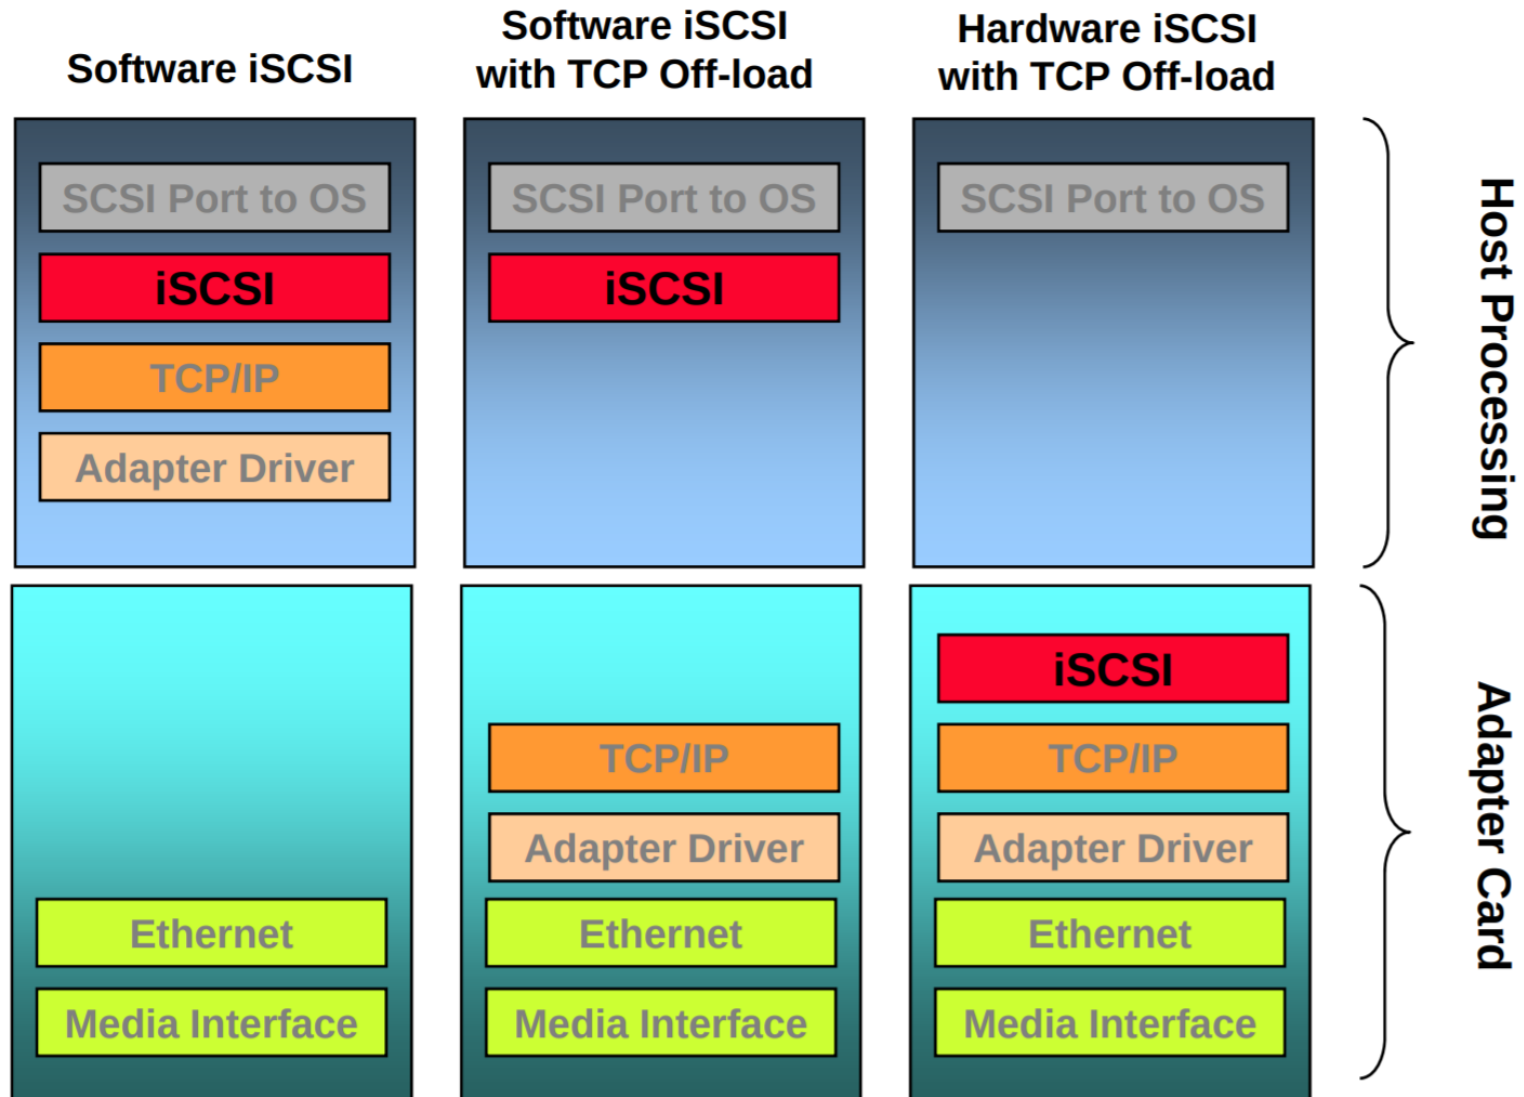 Software iSCSI
Software iSCSI
with TCP Off-load
Hardware iSCSI
with TCP Off-load
SCSI Port to OS
iSCSI
TCP/IP
Adapter Driver
SCSI Port to OS
iSCSI
SCSI Port to OS
Host Processing
Ethernet
Media Interface
TCP/IP
Adapter Driver
Ethernet
Media Interface
iSCSI
TCP/IP
Adapter Driver
Ethernet
Media Interface
Adapter Card